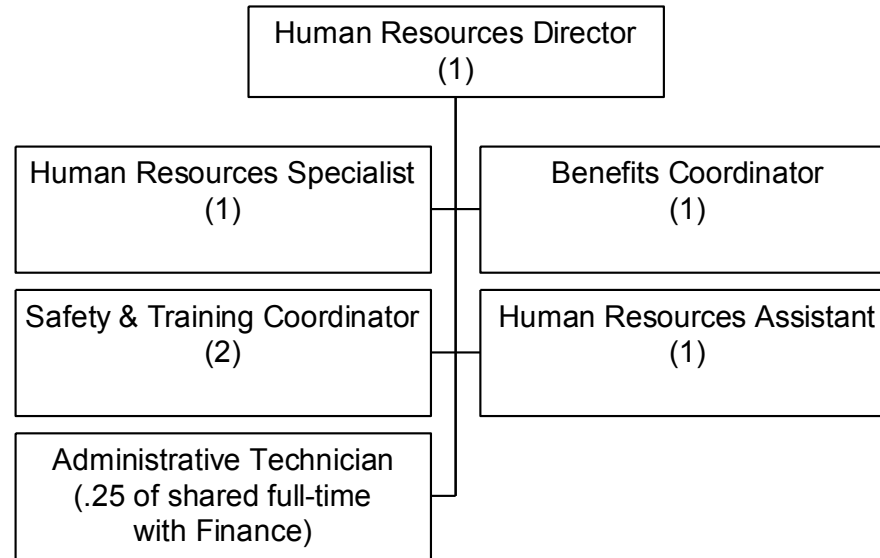 Human Resources Director
(1)
Human Resources Specialist
(1)
Benefits Coordinator
(1)
Safety & Training Coordinator
(2)
Human Resources Assistant
(1)
Administrative Technician
(.25 of shared full-time
with Finance)